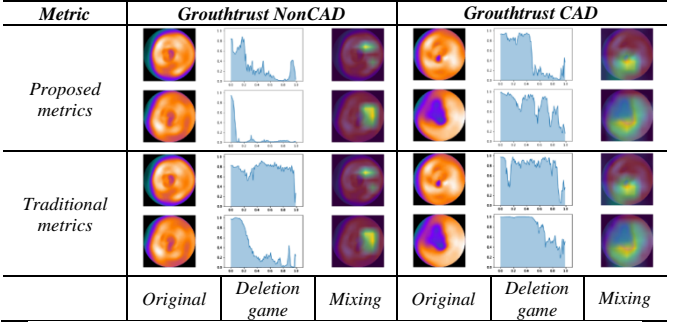 Metric Grouthtrust NonCAD Grouthtrust CAD
Proposed
metrics
Traditional
metrics
Original Deletion game Mixing Original Deletion game Mixing